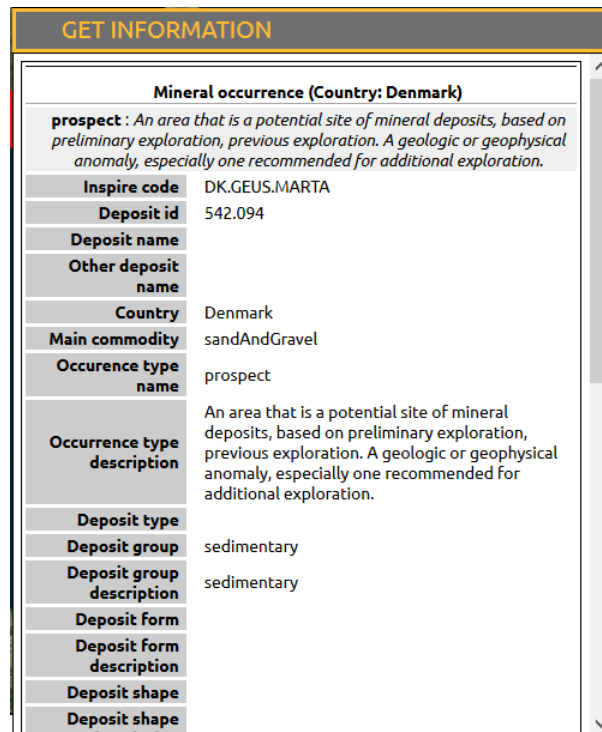 GET INFORMATION
Mineral occurrence (Country: Denmark)
prospect : An area that is a potential site of mineral deposits, based on
preliminary exploration, previous exploration. A geologic or geophysical
anomaly, especially one recommended for additional exploration.
Inspire code DK.GEUS.MARTA
Deposit id 542.094
Deposit name
Other deposit
name
Country Denmark
Main commodity sandAndGravel
Occurence type
name
prospect
Occurrence type
description
An area that is a potential site of mineral
deposits, based on preliminary exploration,
previous exploration. A geologic or geophysical
anomaly, especially one recommended for
additional exploration.
Deposit type
Deposit group sedimentary
Deposit group
description
sedimentary
Deposit form
Deposit form
description
Deposit shape
Deposit shape